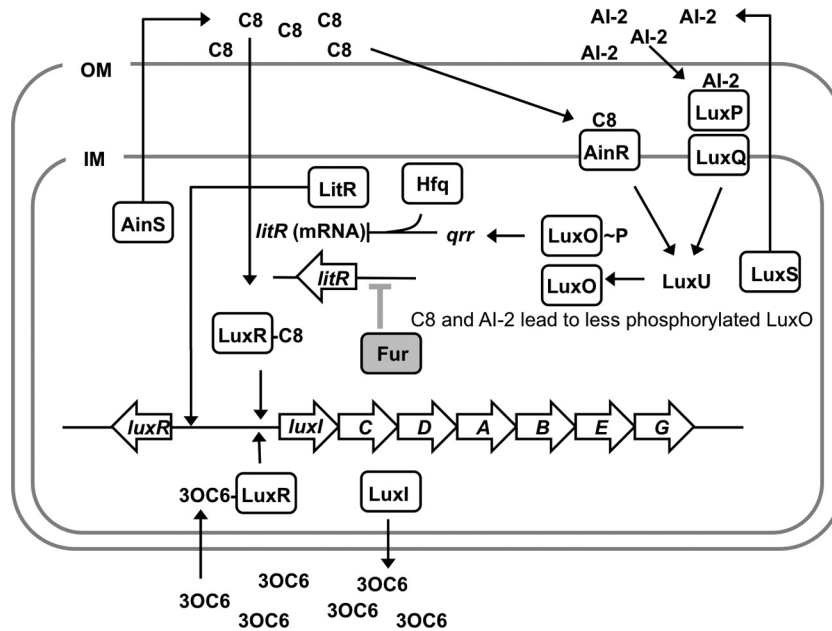 C8 C8 C8 AI-2 AI-2
C8 C8 AI-2 AI-2
OM AI-2
LuxP
C8
IM AinR LuxQ
LitR Hfq
AinS litR (mRNA) qrr LuxO~P
litR LuxO LuxU LuxS
C8 and AI-2 lead to less phosphorylated LuxO
LuxR-C8 Fur
luxR luxI C D A B E G
3OC6-LuxR LuxI
3OC6 3OC6
3OC6 3OC6
3OC6 3OC6